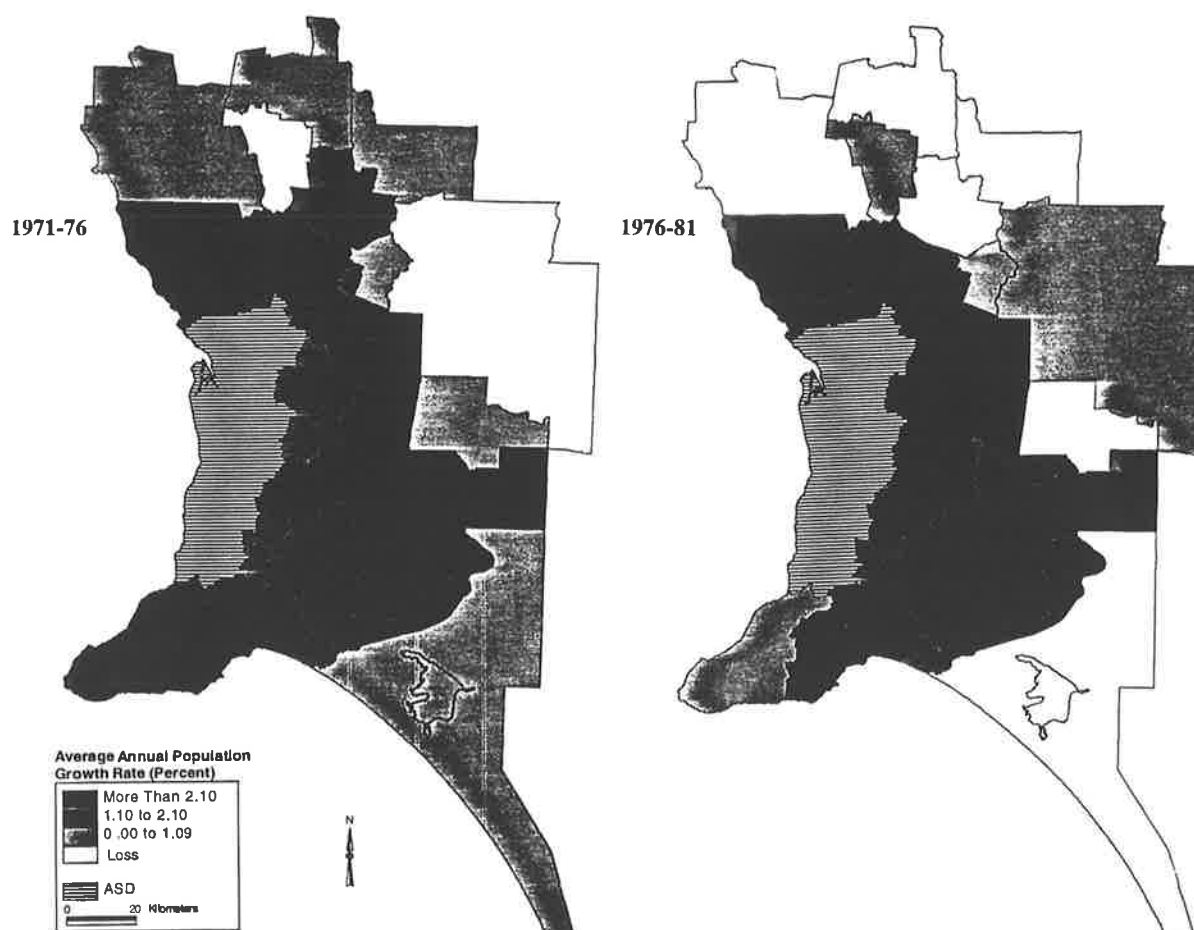 1971-76
1976-81
Average Annual Population
Growth Rate (Percent)
More Than 2.10
1.10 to 2.10
0 .00 to 1.09
Loss
ASD
0 20 Kilometers
N